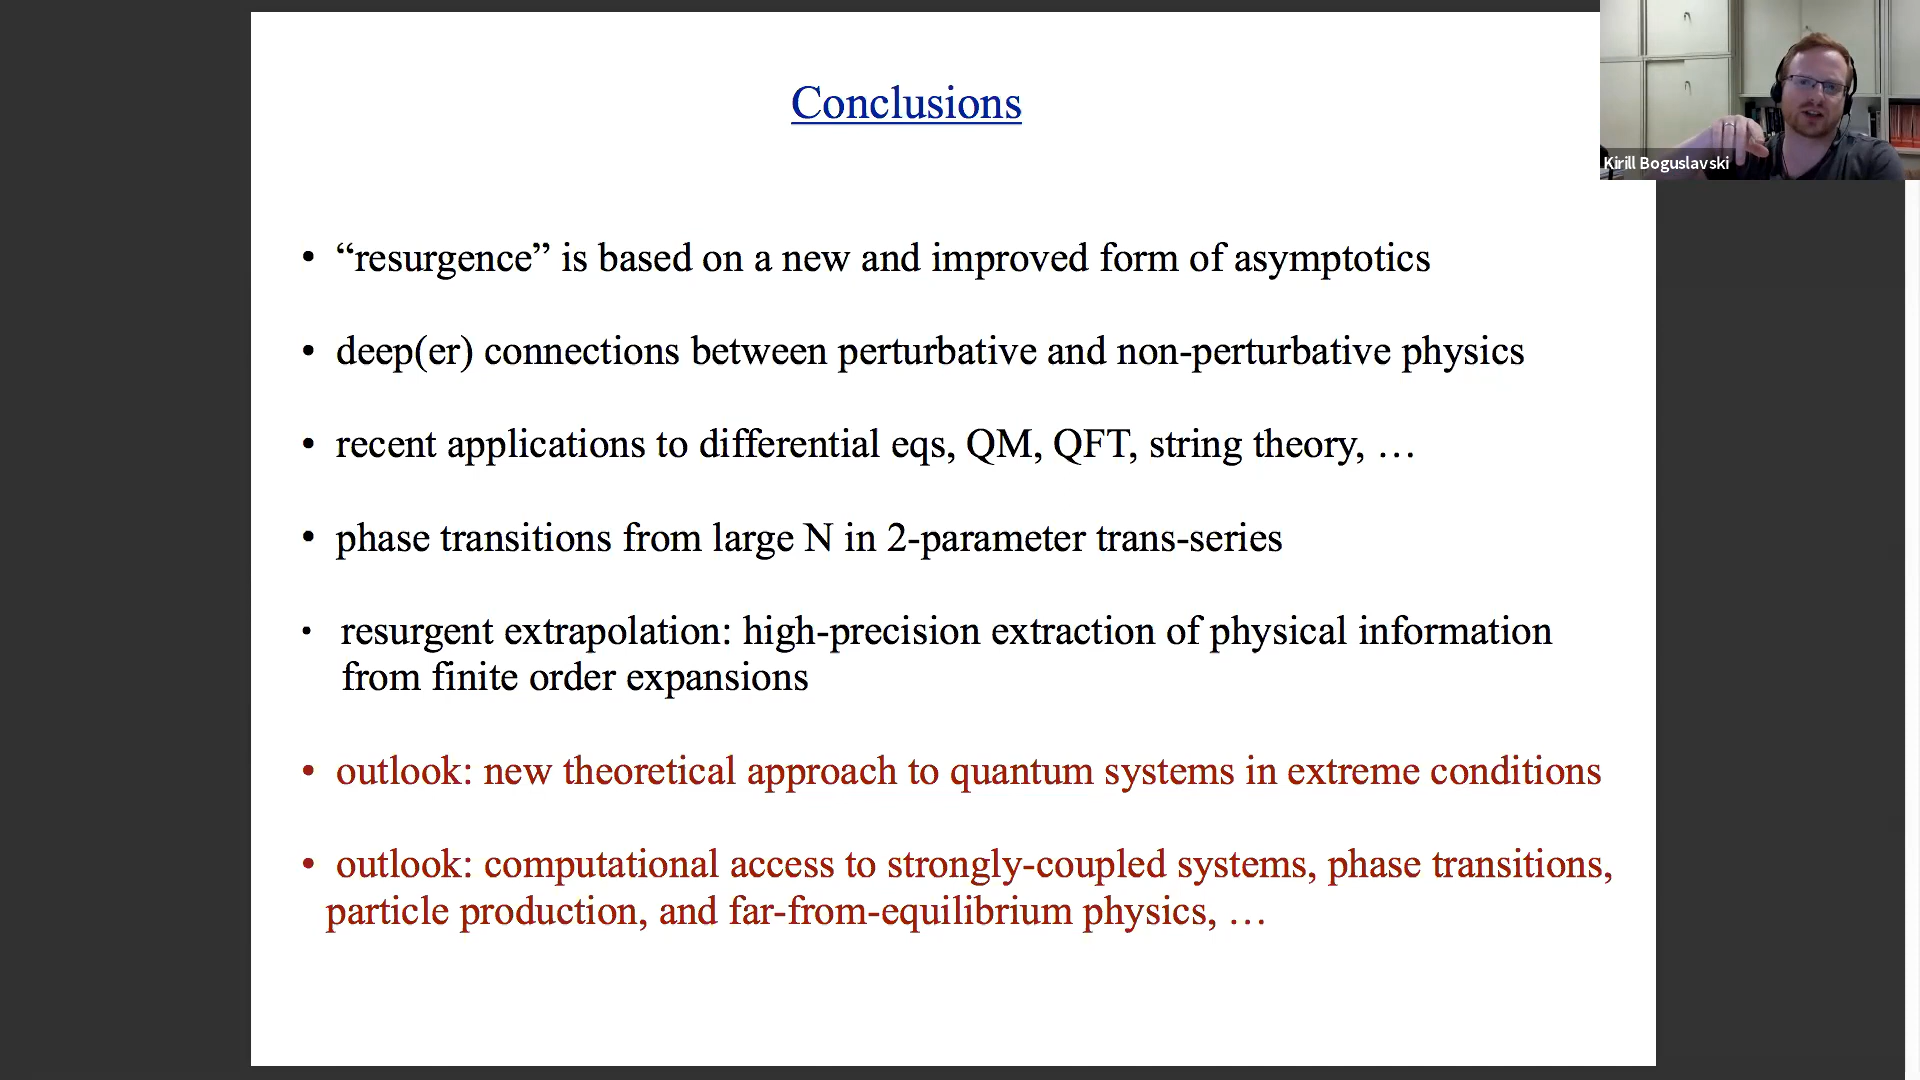 Conclusions
Kirill Boguslavski
• “resurgence” is based on a new and improved form of asymptotics
• deep(er) connections between perturbative and non-perturbative physics
• recent applications to differential eqs, QM, QFT, string theory, …
• phase transitions from large N in 2-parameter trans-series
• resurgent extrapolation: high-precision extraction of physical information
from finite order expansions
• outlook: new theoretical approach to quantum systems in extreme conditions
• outlook: computational access to strongly-coupled systems, phase transitions,
particle production, and far-from-equilibrium physics, …